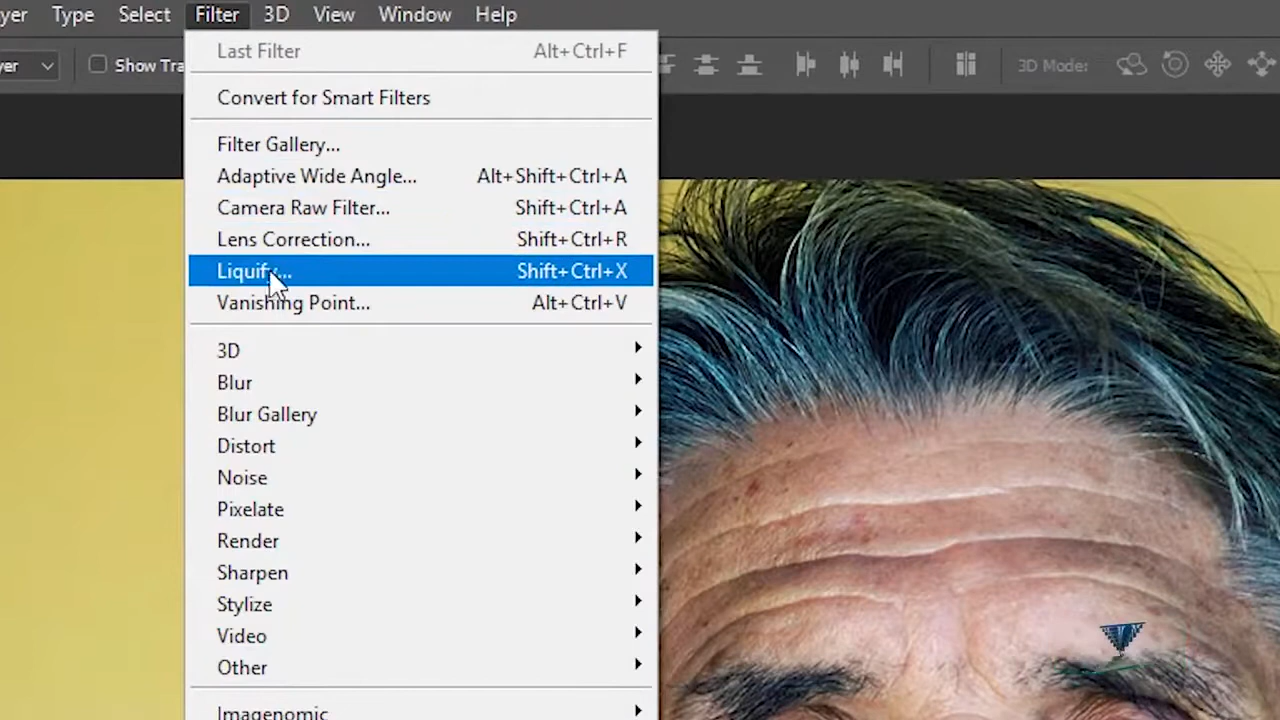 yer Type Select Filter 3D View Window Help
er Show Tra 3D Mode:
Last Filter Alt+Ctrl+F
Convert for Smart Filters
Filter Gallery...
Adaptive Wide Angle... Alt+Shift+Ctrl+A
Camera Raw Filter... Shift+Ctrl+A
Lens Correction... Shift+Ctrl+R
Liquify... Shift+Ctrl+X
Vanishing Point... Alt+Ctrl+V
3D
Blur
Blur Gallery
Distort
Noise
Pixelate
Render
Sharpen
Stylize
Video
Other
Imagenomic